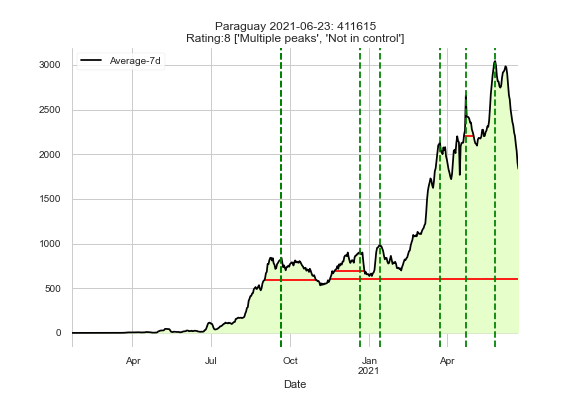 Paraguay 2021-06-23: 411615
Rating:8 ['Multiple peaks', 'Not in control']
Average-7d
3000
2500
2000
1500
1000
500
0
Apr
Jul
Oct
Jan
2021
Apr
Date